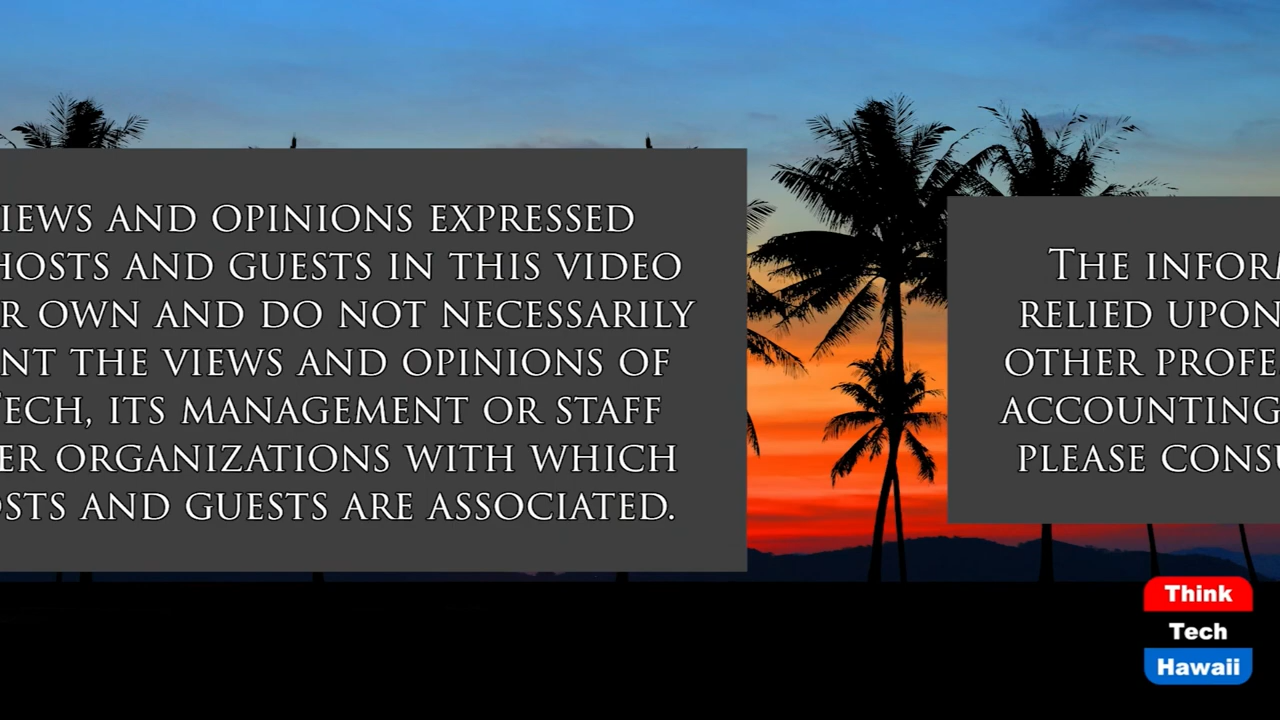 IEWS AND OPINIONS EXPRESSED
HOSTS AND GUESTS IN THIS VIDEO
R OWN AND DO NOT NECESSARILY
NT THE VIEWS AND OPINIONS OF
TECH, ITS MANAGEMENT OR STAFF
ER ORGANIZATIONS WITH WHICH
OSTS AND GUESTS ARE ASSOCIATED.
THE INFORM
RELIED UPON
OTHER PROFE
ACCOUNTING
PLEASE CONSU
Think
Tech
Hawaii